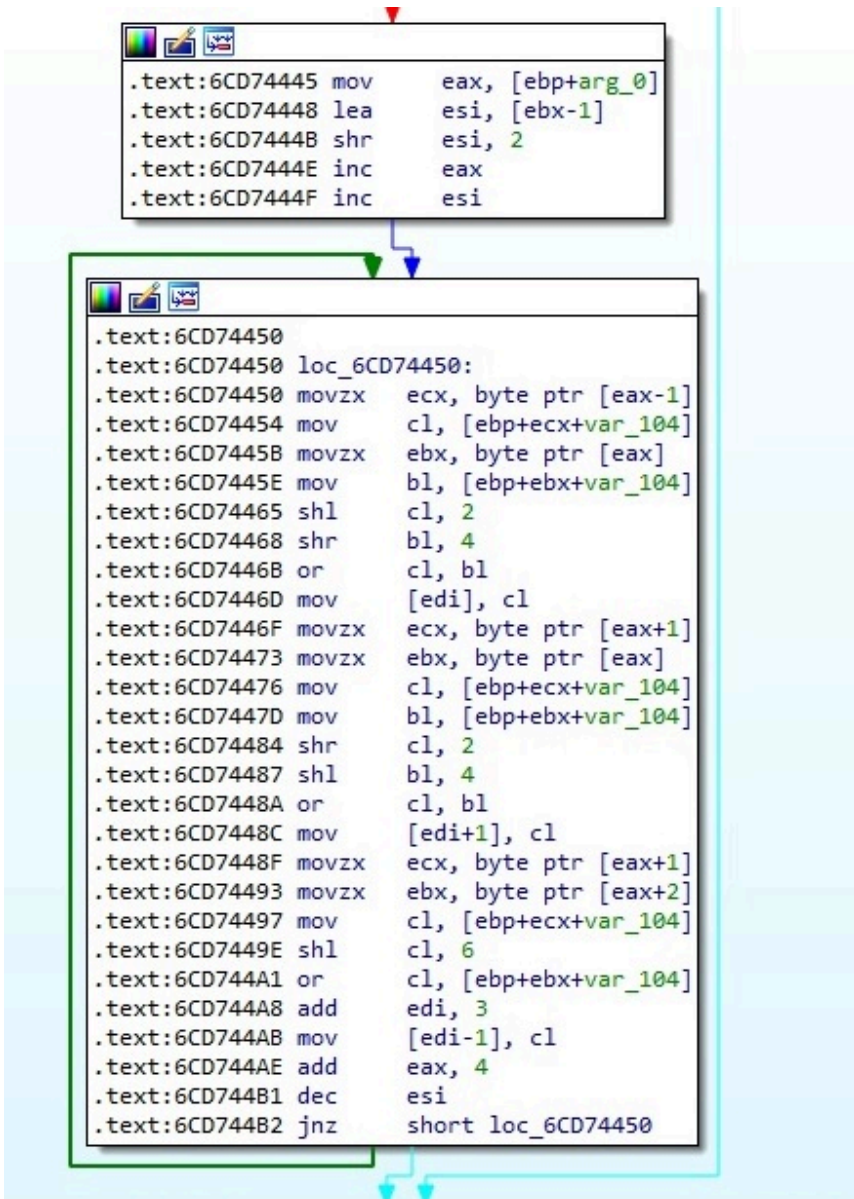 .text:6CD74445 mov eax, [ebp+arg_0]
.text:6CD74448 lea esi, [ebx-1]
.text:6CD7444B shr esi, 2
.text:6CD7444E inc eax
.text:6CD7444F inc esi
.text:6CD74450
.text:6CD74450 loc_6CD74450:
.text:6CD74450 movzx ecx, byte ptr [eax-1]
.text:6CD74454 mov cl, [ebp+ecx+var_104]
.text:6CD7445B movzx ebx, byte ptr [eax]
.text:6CD7445E mov bl, [ebp+ebx+var_104]
.text:6CD74465 shl cl, 2
.text:6CD74468 shr bl, 4
.text:6CD7446B or cl, bl
.text:6CD7446D mov [edi], cl
.text:6CD7446F movzx ecx, byte ptr [eax+1]
.text:6CD74473 movzx ebx, byte ptr [eax]
.text:6CD74476 mov cl, [ebp+ecx+var_104]
.text:6CD7447D mov bl, [ebp+ebx+var_104]
.text:6CD74484 shr cl, 2
.text:6CD74487 shl bl, 4
.text:6CD7448A or cl, bl
.text:6CD7448C mov [edi+1], cl
.text:6CD7448F movzx ecx, byte ptr [eax+1]
.text:6CD74493 movzx ebx, byte ptr [eax+2]
.text:6CD74497 mov cl, [ebp+ecx+var_104]
.text:6CD7449E shl cl, 6
.text:6CD744A1 or cl, [ebp+ebx+var_104]
.text:6CD744A8 add edi, 3
.text:6CD744AB mov [edi-1], cl
.text:6CD744AE add eax, 4
.text:6CD744B1 dec esi
.text:6CD744B2 jnz short loc_6CD74450